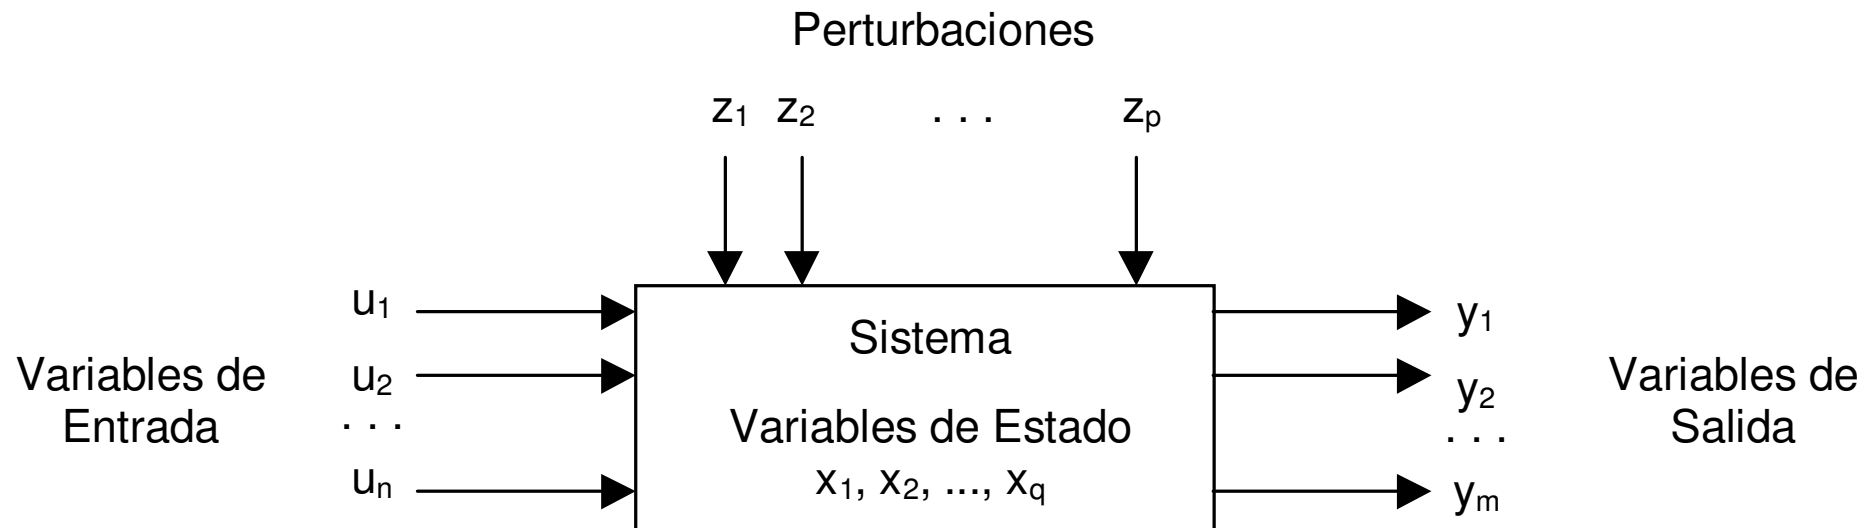 Perturbaciones
z₁ z₂ . . . zₚ
u₁
u₂
. . .
uₙ
Variables de
Entrada
Sistema
Variables de Estado
x₁, x₂, ..., x_q
y₁
y₂
. . .
yₘ
Variables de
Salida